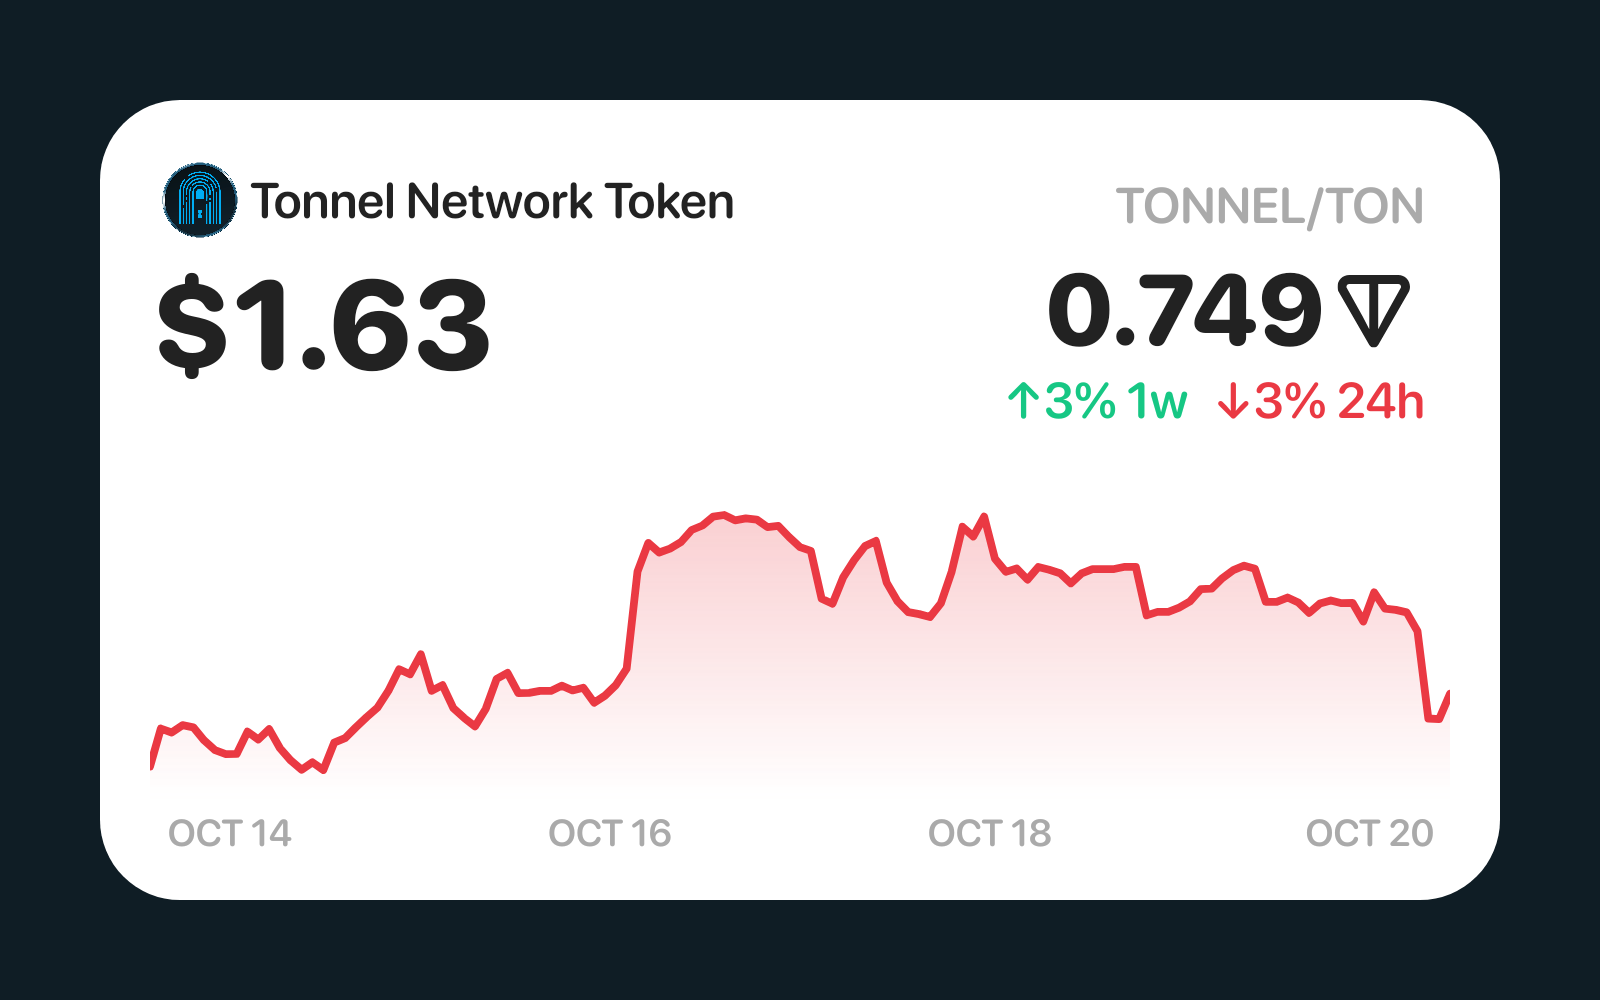 Tonnel Network Token
TONNEL/TON
$1.63
0.749
↑3% 1w ↓3% 24h
OCT 14 OCT 16 OCT 18 OCT 20